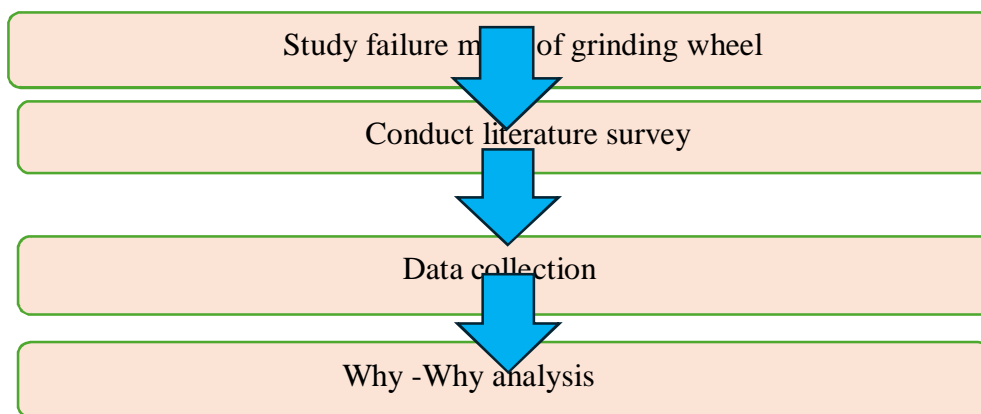 Study failure of grinding wheel
Conduct literature survey
Data collection
Why -Why analysis